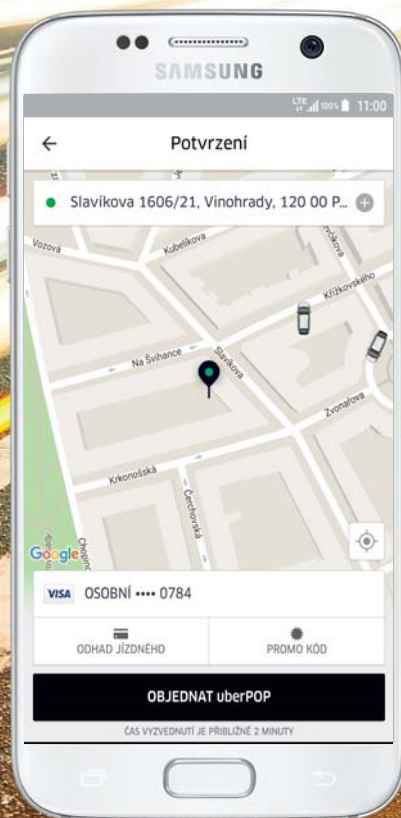 SAMSUNG
LTE 100% 11:00
Potvrzení
Slavíkova 1606/21, Vinohrady, 120 00 P...
Vozová
Kubelíkova
Křížkovského
Na Švihance
Slavíkova
Zvonařova
Krkonošská
Čerchovská
Chopino
Google
VISA OSOBNÍ •••• 0784
ODHAD JÍZDNÉHO
PROMO KÓD
OBJEDNAT uberPOP
ČAS VYZVEDNUTÍ JE PŘIBLIŽNĚ 2 MINUTY